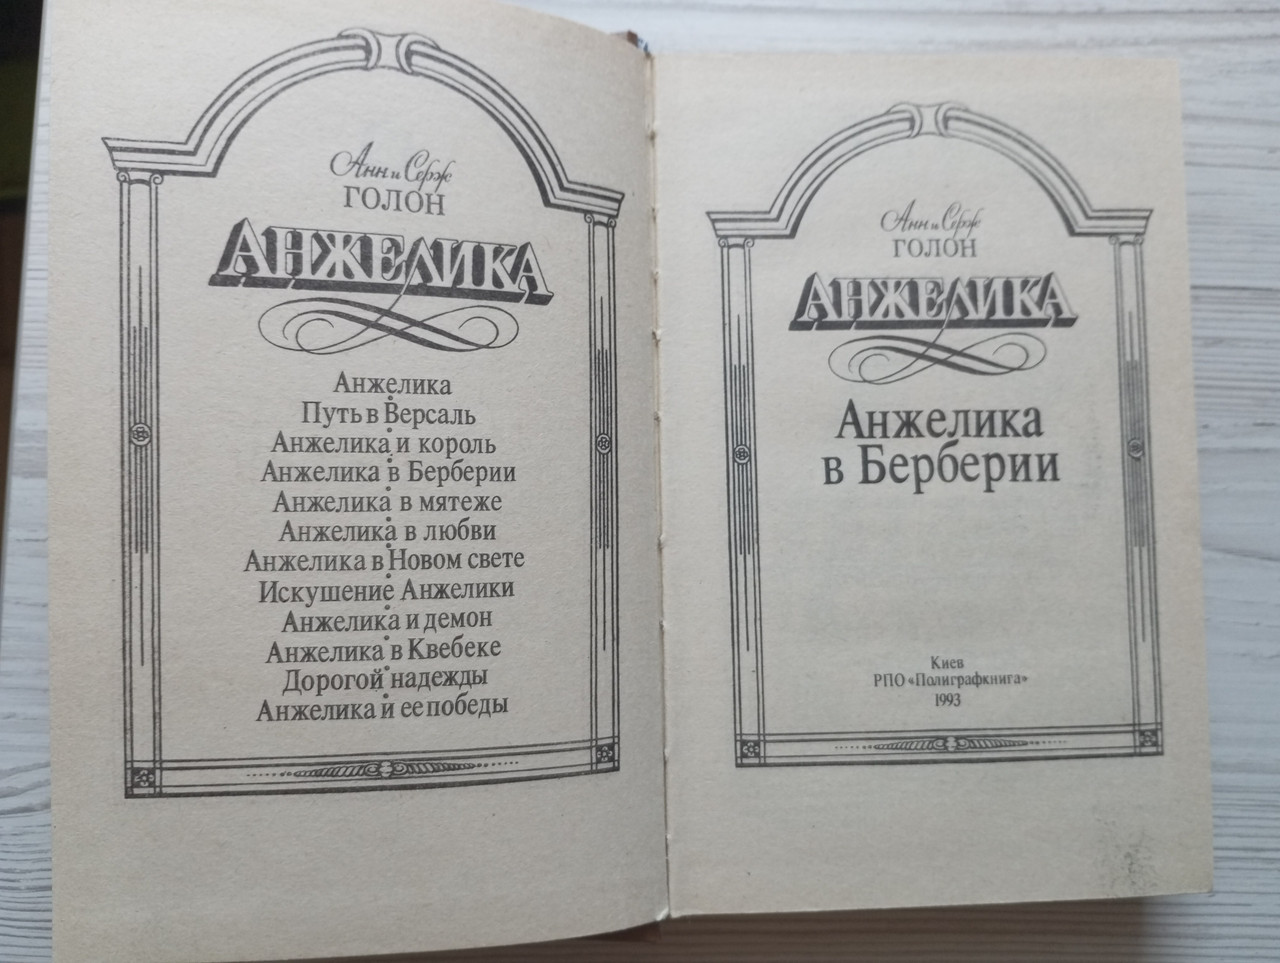 Анн и Серж
ГОЛОН
АНЖЕЛИКА
Анжелика
Путь в Версаль
Анжелика и король
Анжелика в Берберии
Анжелика в мятеже
Анжелика в любви
Анжелика в Новом свете
Искушение Анжелики
Анжелика и демон
Анжелика в Квебеке
Дорогой надежды
Анжелика и ее победы
Анн и Серж
ГОЛОН
АНЖЕЛИКА
Анжелика
в Берберии
Киев
РПО «Полиграфкнига»
1993